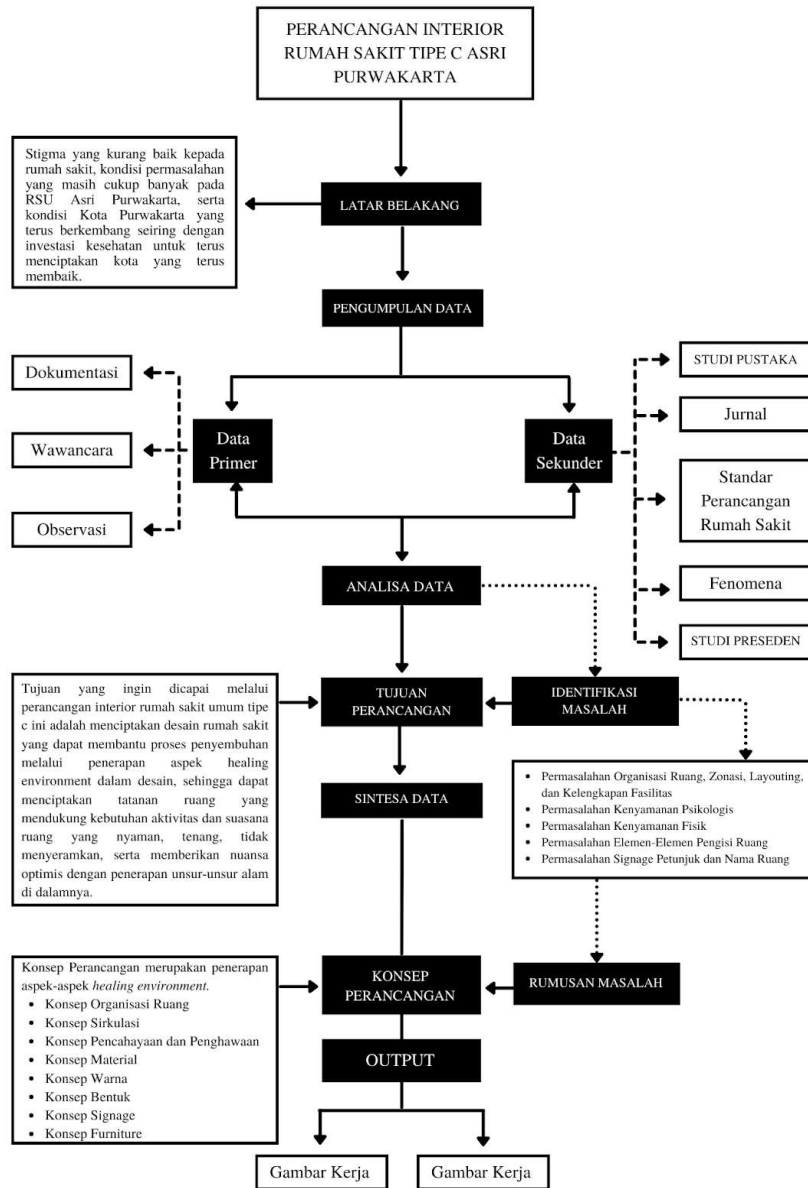 PERANCANGAN INTERIOR
RUMAH SAKIT TIPE C ASRI
PURWAKARTA
Stigma yang kurang baik kepada
rumah sakit, kondisi permasalahan
yang masih cukup banyak pada
RSU Asri Purwakarta, serta
kondisi Kota Purwakarta yang
terus berkembang seiring dengan
investasi kesehatan untuk terus
menciptakan kota yang terus
membaik.
LATAR BELAKANG
PENGUMPULAN DATA
Dokumentasi
Wawancara
Observasi
Data
Primer
Data
Sekunder
STUDI PUSTAKA
Jurnal
Standar
Perancangan
Rumah Sakit
Fenomena
STUDI PRESEDEN
ANALISA DATA
Tujuan yang ingin dicapai melalui
perancangan interior rumah sakit umum tipe
c ini adalah menciptakan desain rumah sakit
yang dapat membantu proses penyembuhan
melalui penerapan aspek healing
environment dalam desain, sehingga dapat
menciptakan tatanan ruang yang
mendukung kebutuhan aktivitas dan suasana
ruang yang nyaman, tenang, tidak
menyeramkan, serta memberikan nuansa
optimis dengan penerapan unsur-unsur alam
di dalamnya.
TUJUAN
PERANCANGAN
IDENTIFIKASI
MASALAH
SINTESA DATA
• Permasalahan Organisasi Ruang, Zonasi, Layouting,
dan Kelengkapan Fasilitas
• Permasalahan Kenyamanan Psikologis
• Permasalahan Kenyamanan Fisik
• Permasalahan Elemen-Elemen Pengisi Ruang
• Permasalahan Signage Petunjuk dan Nama Ruang
Konsep Perancangan merupakan penerapan
aspek-aspek healing environment.
• Konsep Organisasi Ruang
• Konsep Sirkulasi
• Konsep Pencahayaan dan Penghawaan
• Konsep Material
• Konsep Warna
• Konsep Bentuk
• Konsep Signage
• Konsep Furniture
KONSEP
PERANCANGAN
RUMUSAN MASALAH
OUTPUT
Gambar Kerja
Gambar Kerja